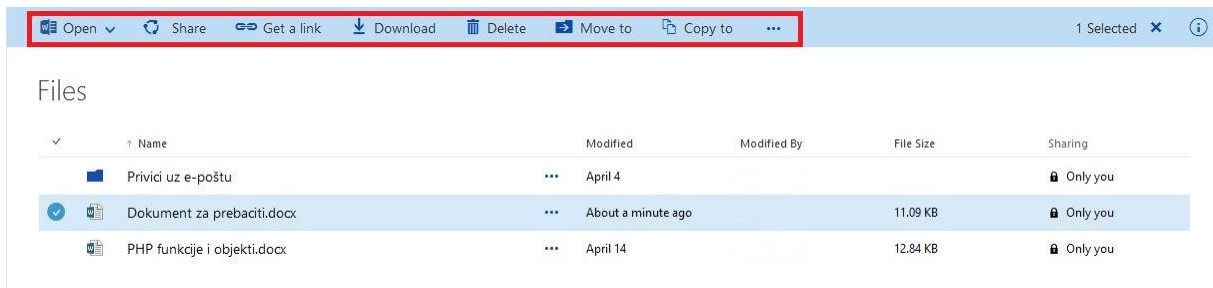 Open Share Get a link Download Delete Move to Copy to ... 1 Selected
Files
Name Modified Modified By File Size Sharing
Privici uz e-poštu ... April 4 Only you
Dokument za prebaciti.docx ... About a minute ago 11.09 KB Only you
PHP funkcije i objekti.docx ... April 14 12.84 KB Only you